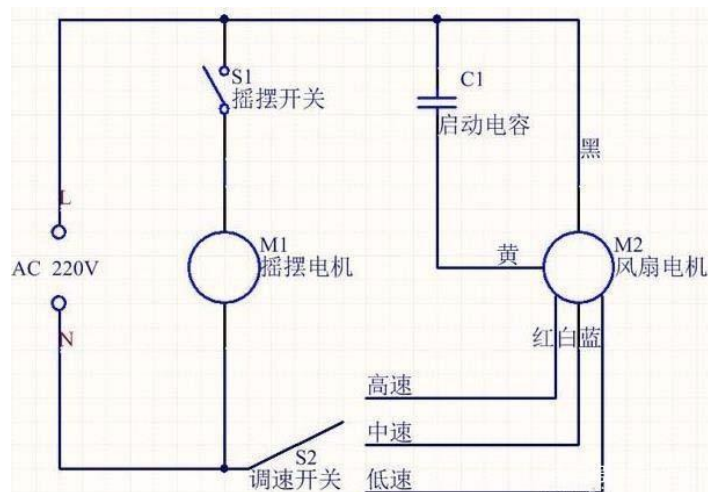 S1
摇摆开关
C1
启动电容
黑
L
AC 220V
N
M1
摇摆电机
黄
M2
风扇电机
红白蓝
高速
中速
S2
调速开关
低速